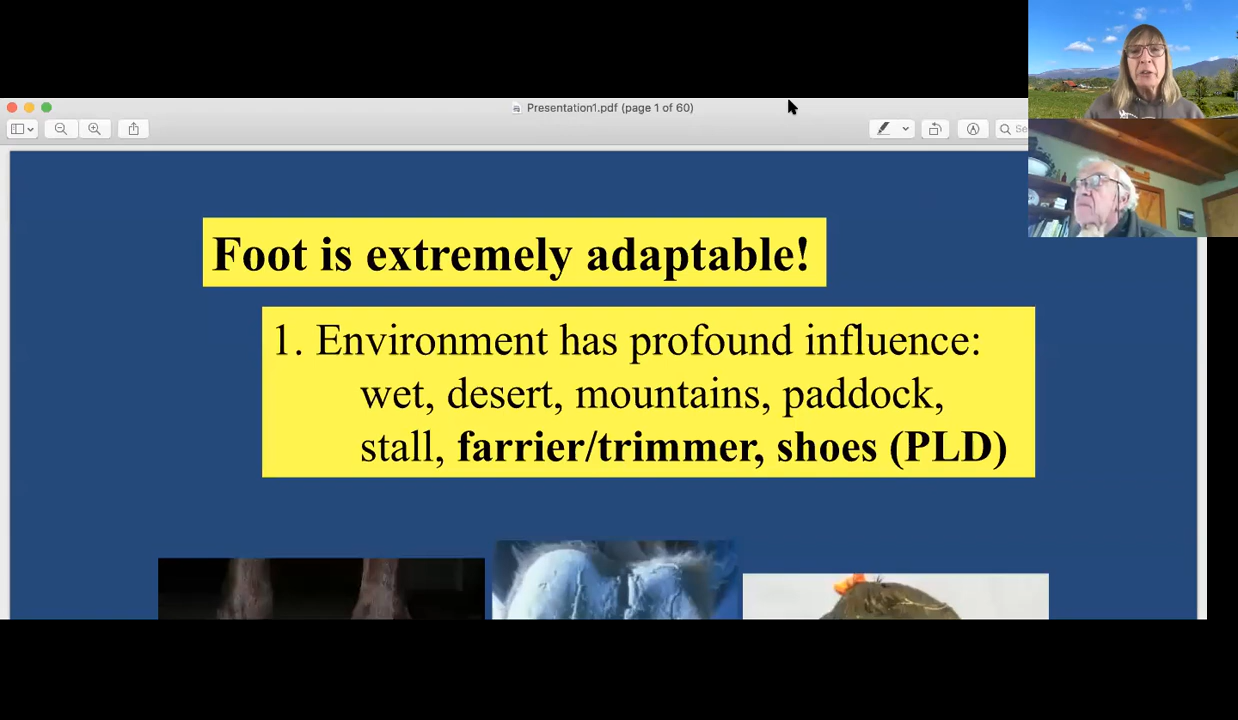 Presentation1.pdf (page 1 of 60)
Se
Foot is extremely adaptable!
1. Environment has profound influence:
wet, desert, mountains, paddock,
stall, farrier/trimmer, shoes (PLD)